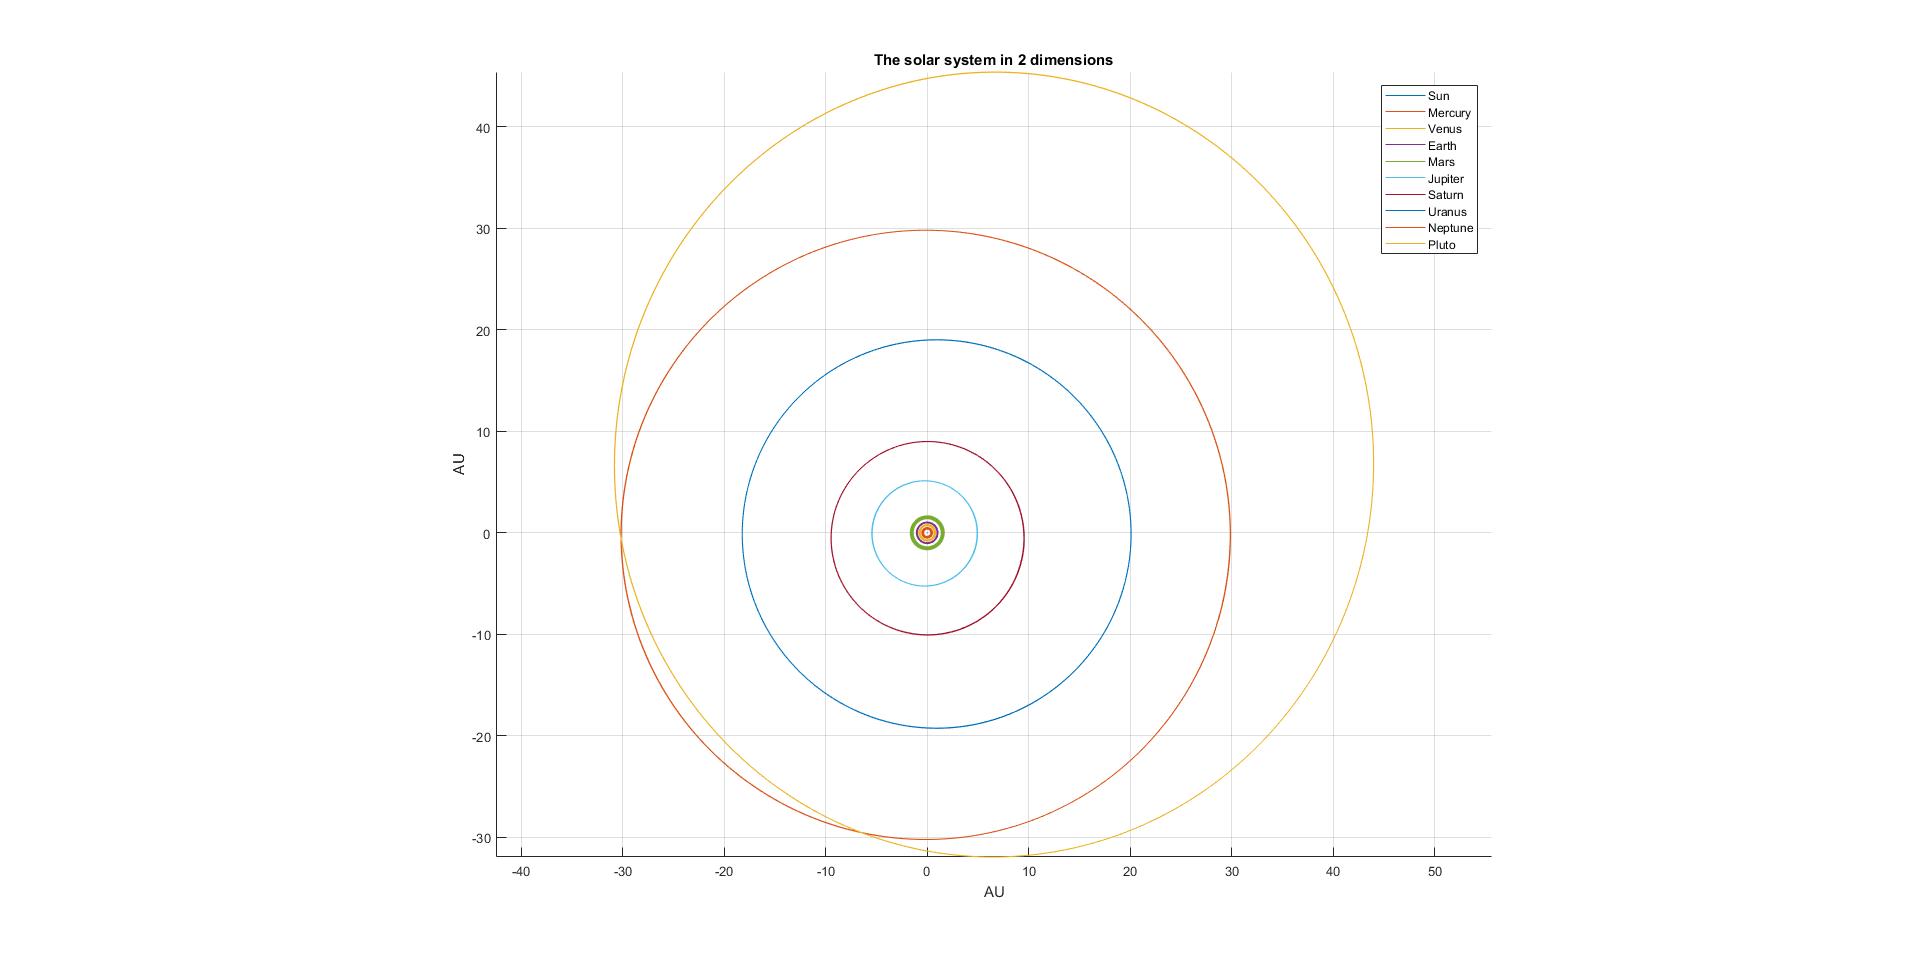 The solar system in 2 dimensions
Sun
Mercury
Venus
Earth
Mars
Jupiter
Saturn
Uranus
Neptune
Pluto
40
30
20
10
0
-10
-20
-30
AU
-40 -30 -20 -10 0 10 20 30 40 50
AU